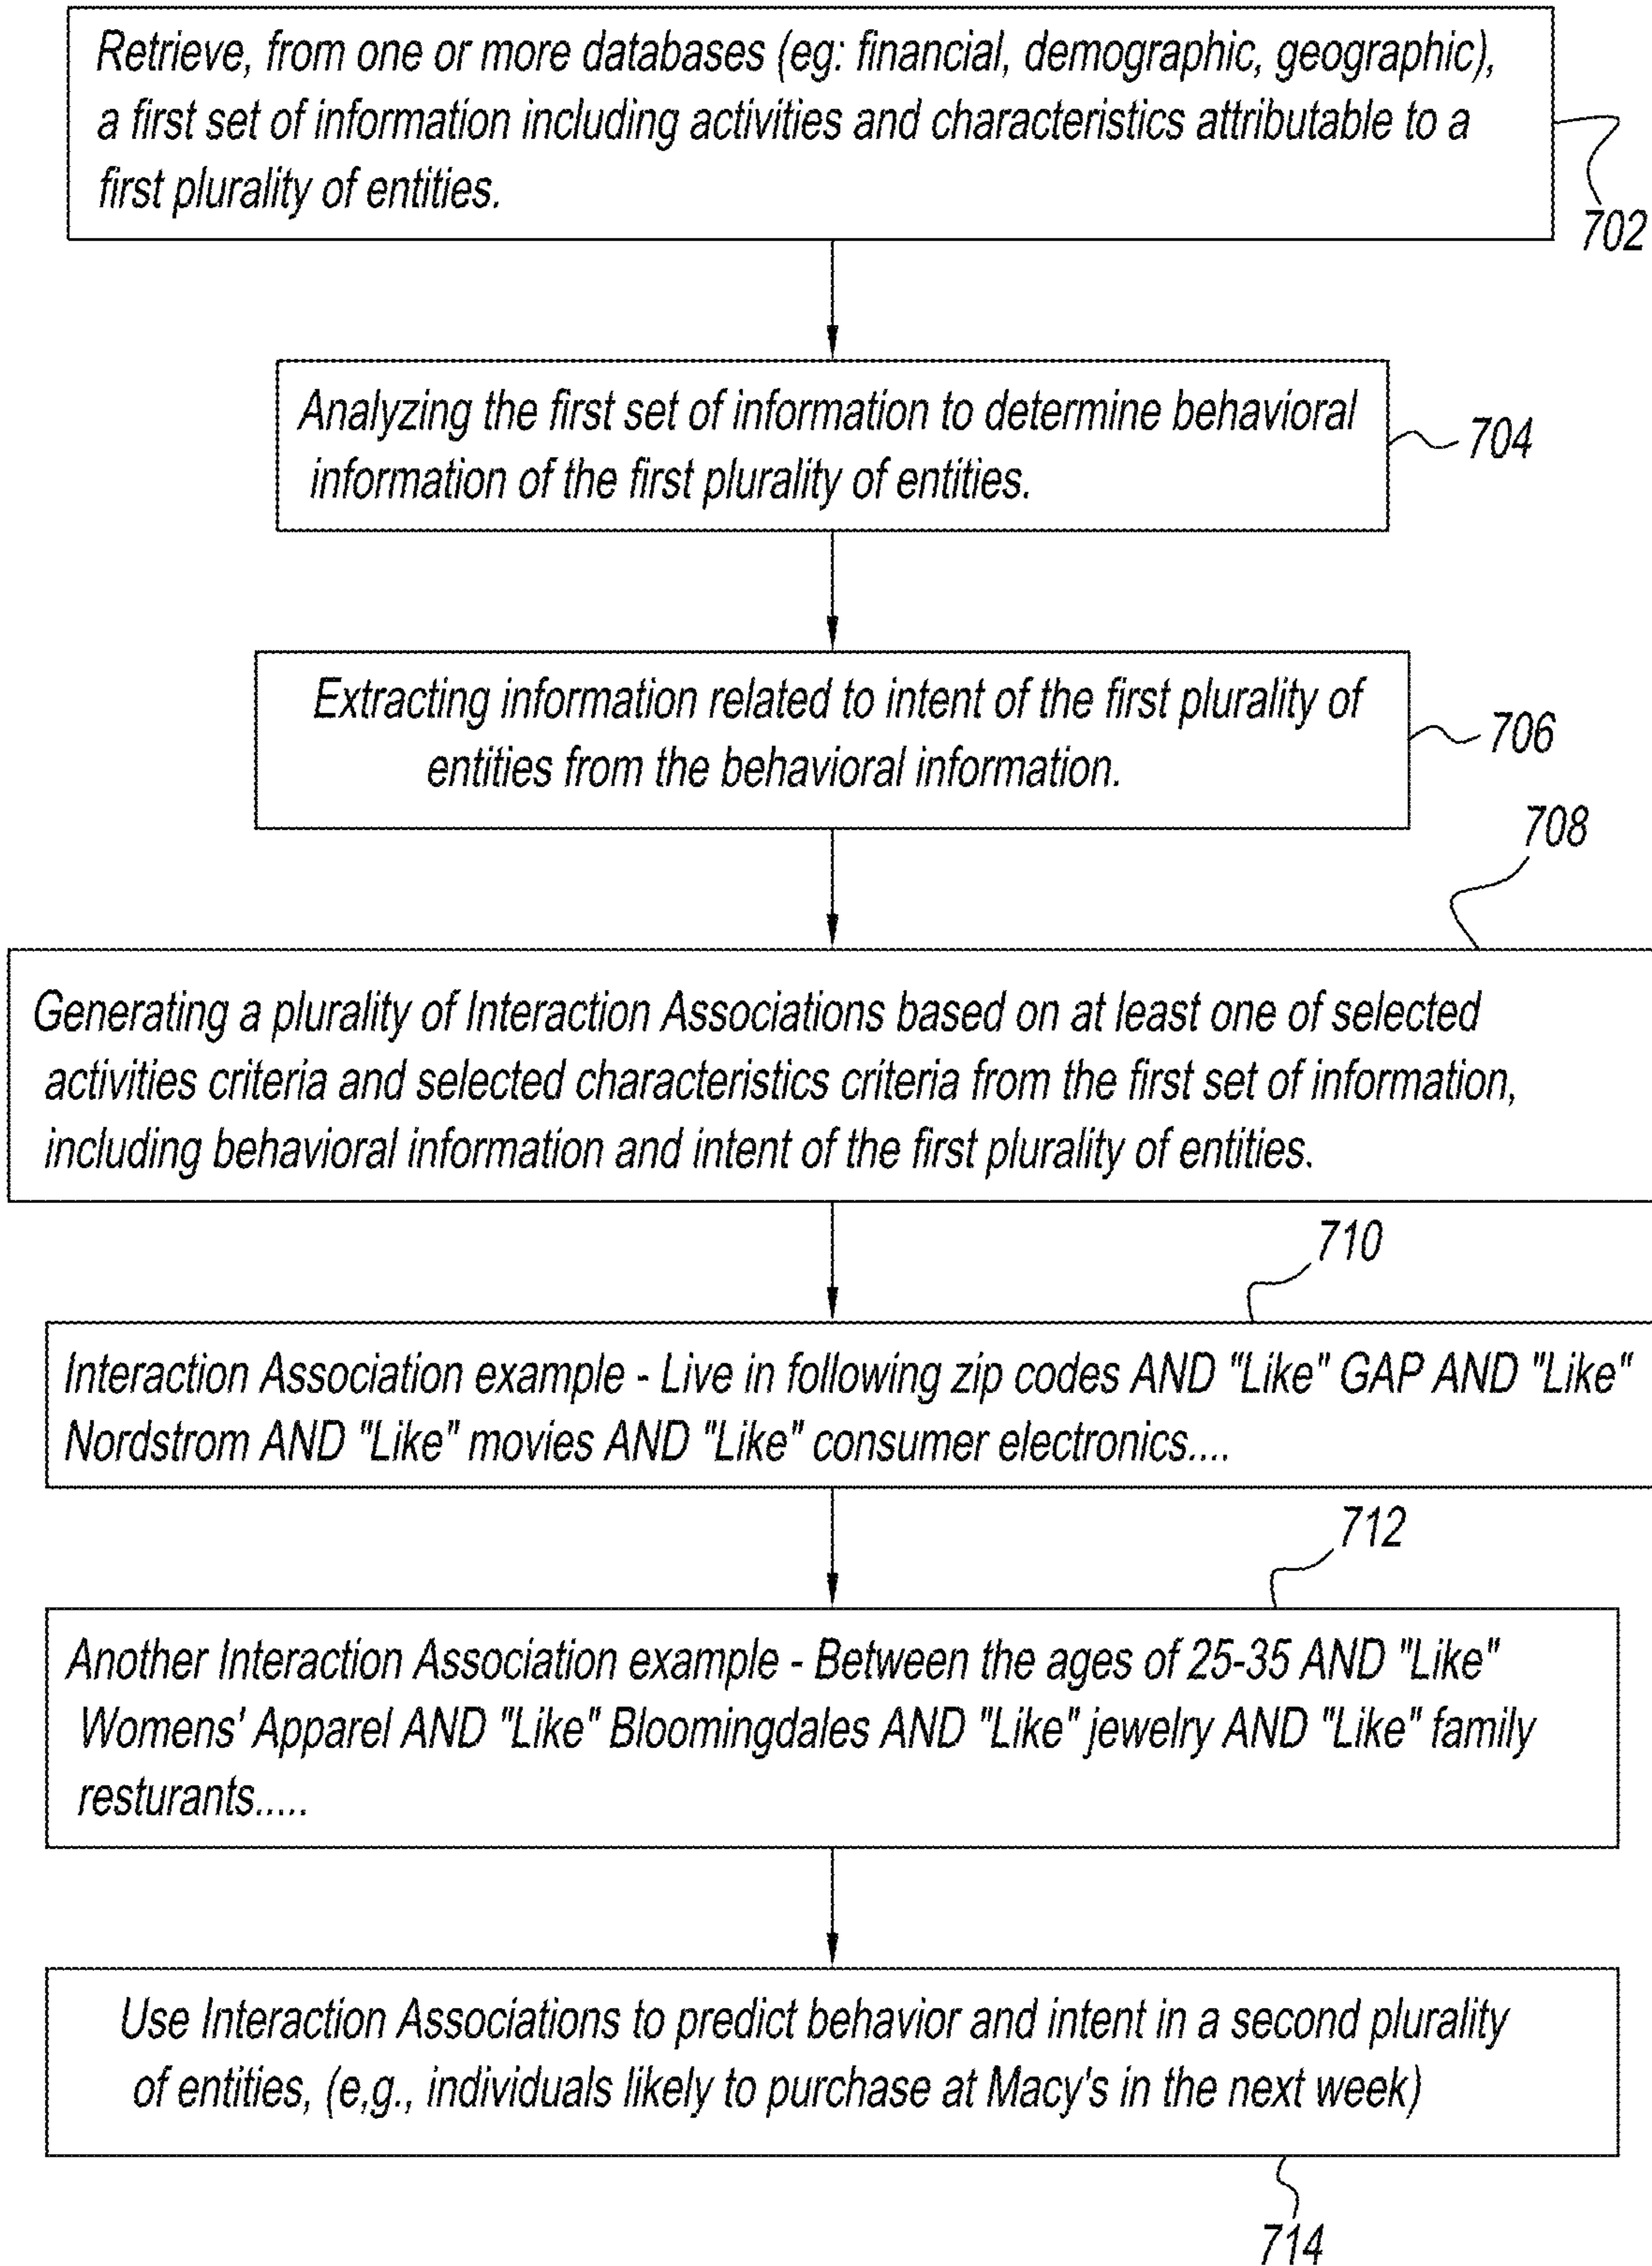 Retrieve, from one or more databases (eg: financial, demographic, geographic),
a first set of information including activities and characteristics attributable to a
first plurality of entities.
702
Analyzing the first set of information to determine behavioral
information of the first plurality of entities.
704
Extracting information related to intent of the first plurality of
entities from the behavioral information.
706
708
Generating a plurality of Interaction Associations based on at least one of selected
activities criteria and selected characteristics criteria from the first set of information,
including behavioral information and intent of the first plurality of entities.
710
Interaction Association example - Live in following zip codes AND "Like" GAP AND "Like"
Nordstrom AND "Like" movies AND "Like" consumer electronics....
712
Another Interaction Association example - Between the ages of 25-35 AND "Like"
Womens' Apparel AND "Like" Bloomingdales AND "Like" jewelry AND "Like" family
resturants.....
Use Interaction Associations to predict behavior and intent in a second plurality
of entities, (e,g., individuals likely to purchase at Macy's in the next week)
714